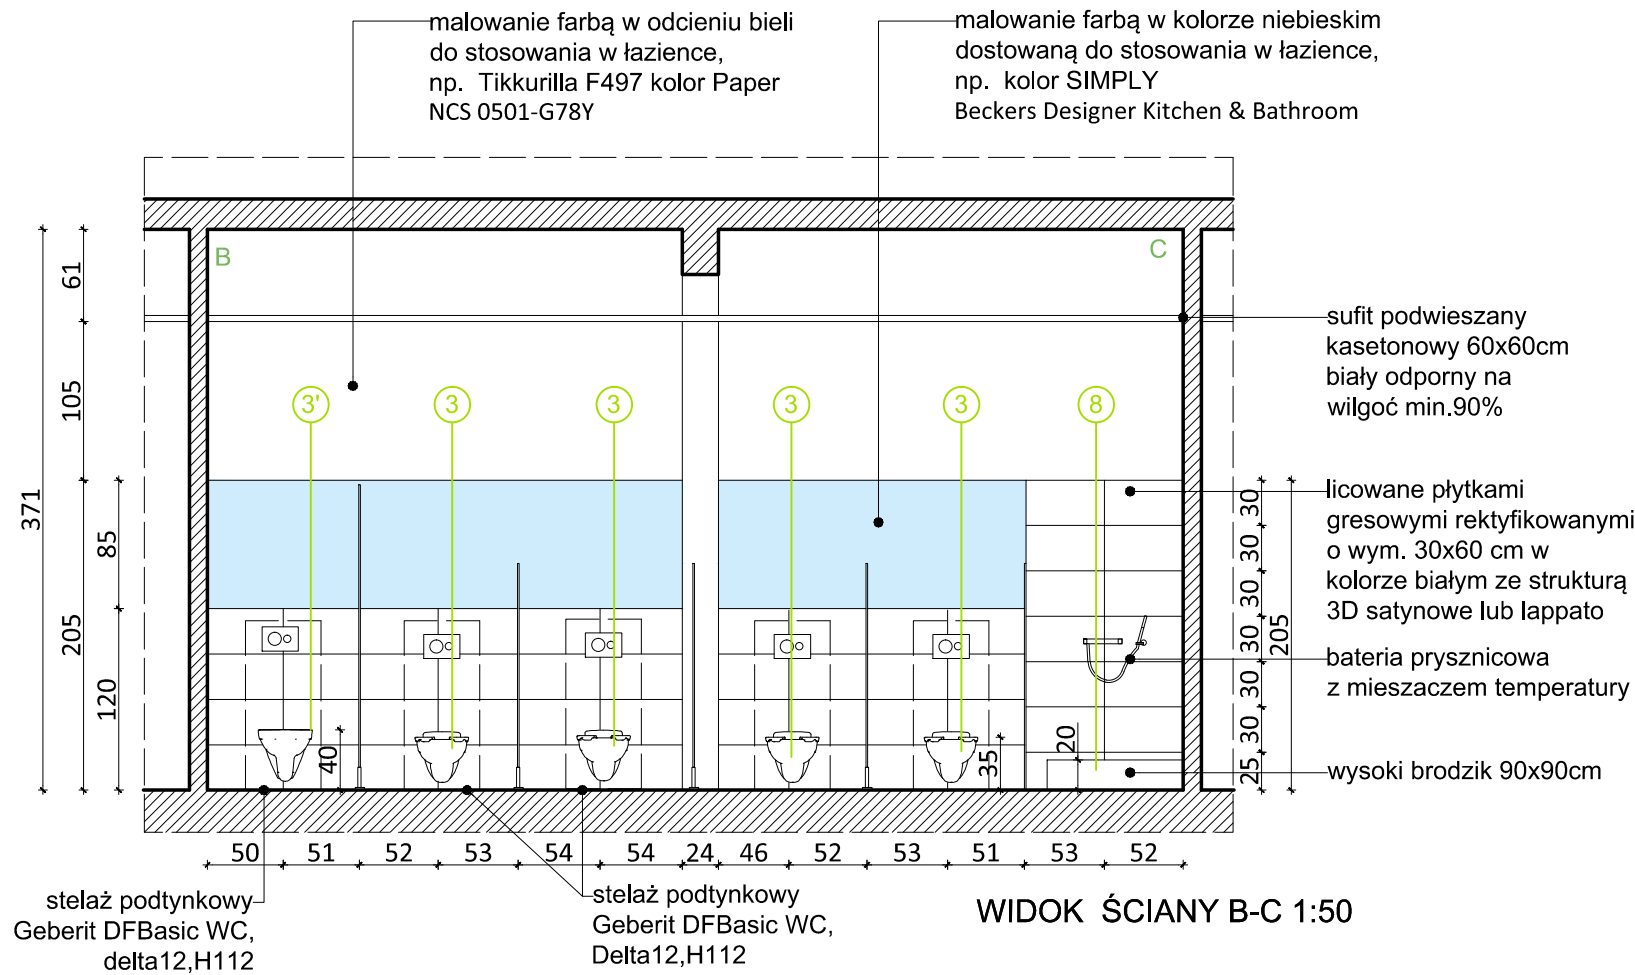 malowanie farbą w odcieniu bieli
do stosowania w łazience,
np. Tikkurilla F497 kolor Paper
NCS 0501-G78Y
malowanie farbą w kolorze niebieskim
dostowaną do stosowania w łazience,
np. kolor SIMPLY
Beckers Designer Kitchen & Bathroom
B
C
61
105
371
205
85
120
3'
3
3
3
3
8
sufit podwieszany
kasetonowy 60x60cm
biały odporny na
wilgoć min.90%
licowane płytkami
gresowymi rektyfikowanymi
o wym. 30x60 cm w
kolorze białym ze strukturą
3D satynowe lub lappato
bateria prysznicowa
z mieszaczem temperatury
wysoki brodzik 90x90cm
30
30
30
30
30
30
25
205
40
35
20
50 51 52 53 54 54 24 46 52 53 51 53 52
stelaż podtynkowy
Geberit DFBasic WC,
delta12,H112
stelaż podtynkowy
Geberit DFBasic WC,
Delta12,H112
WIDOK ŚCIANY B-C 1:50